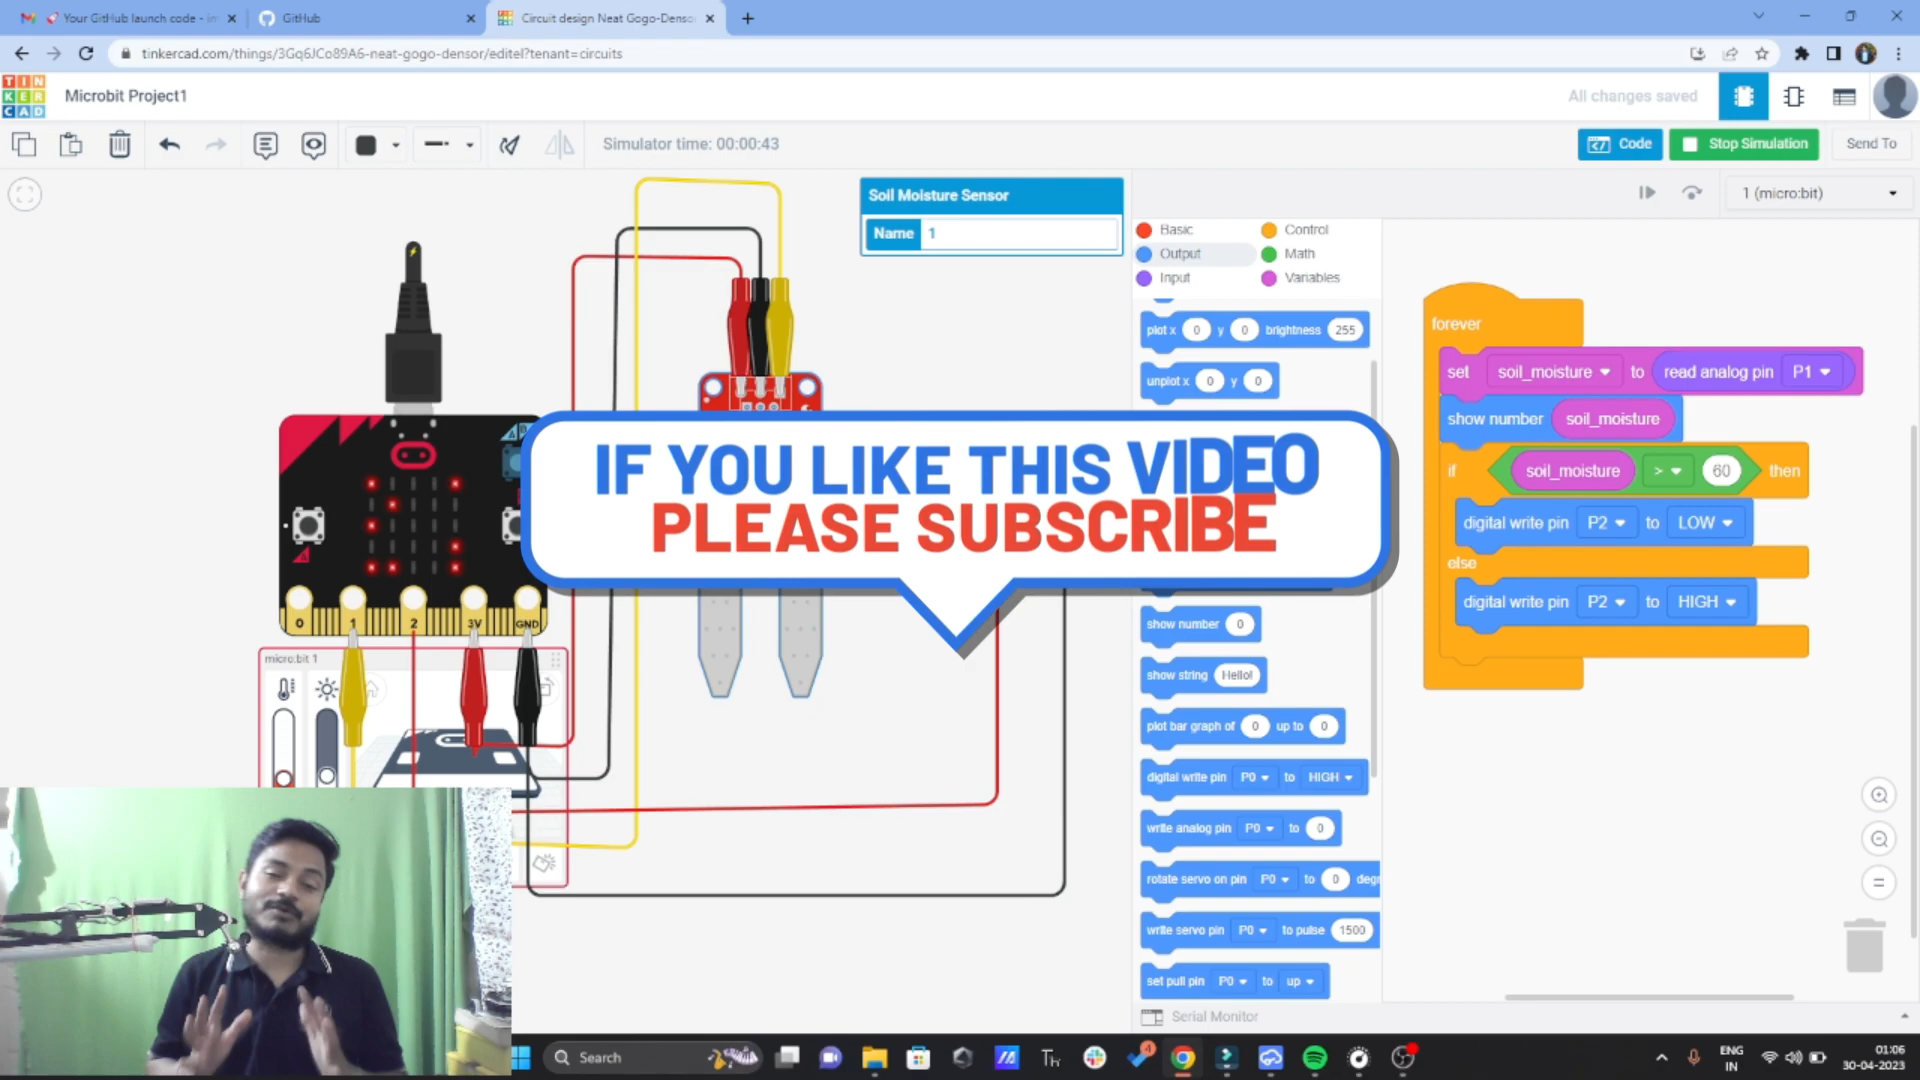 Your GitHub launch code - in
GitHub
Circuit design Neat Gogo-Densor
tinkercad.com/things/3Gq6JCo89A6-neat-gogo-densor/editel?tenant=circuits
TIN
KER
CAD
Microbit Project1
All changes saved
Simulator time: 00:00:43
Code
Stop Simulation
Send To
Soil Moisture Sensor
Name 1
1 (micro:bit)
Basic
Control
Output
Math
Input
Variables
plot x 0 y 0 brightness 255
unplot x 0 y 0
show number 0
show string Hello!
plot bar graph of 0 up to 0
digital write pin P0 to HIGH
write analog pin P0 to 0
rotate servo on pin P0 to 0 degr
write servo pin P0 to pulse 1500
set pull pin P0 to up
Serial Monitor
forever
set soil_moisture to read analog pin P1
show number soil_moisture
if soil_moisture > 60 then
digital write pin P2 to LOW
else
digital write pin P2 to HIGH
IF YOU LIKE THIS VIDEO
PLEASE SUBSCRIBE
0 1 2 3V GND
micro:bit 1
Search
4
ENG
IN
01:06
30-04-2023